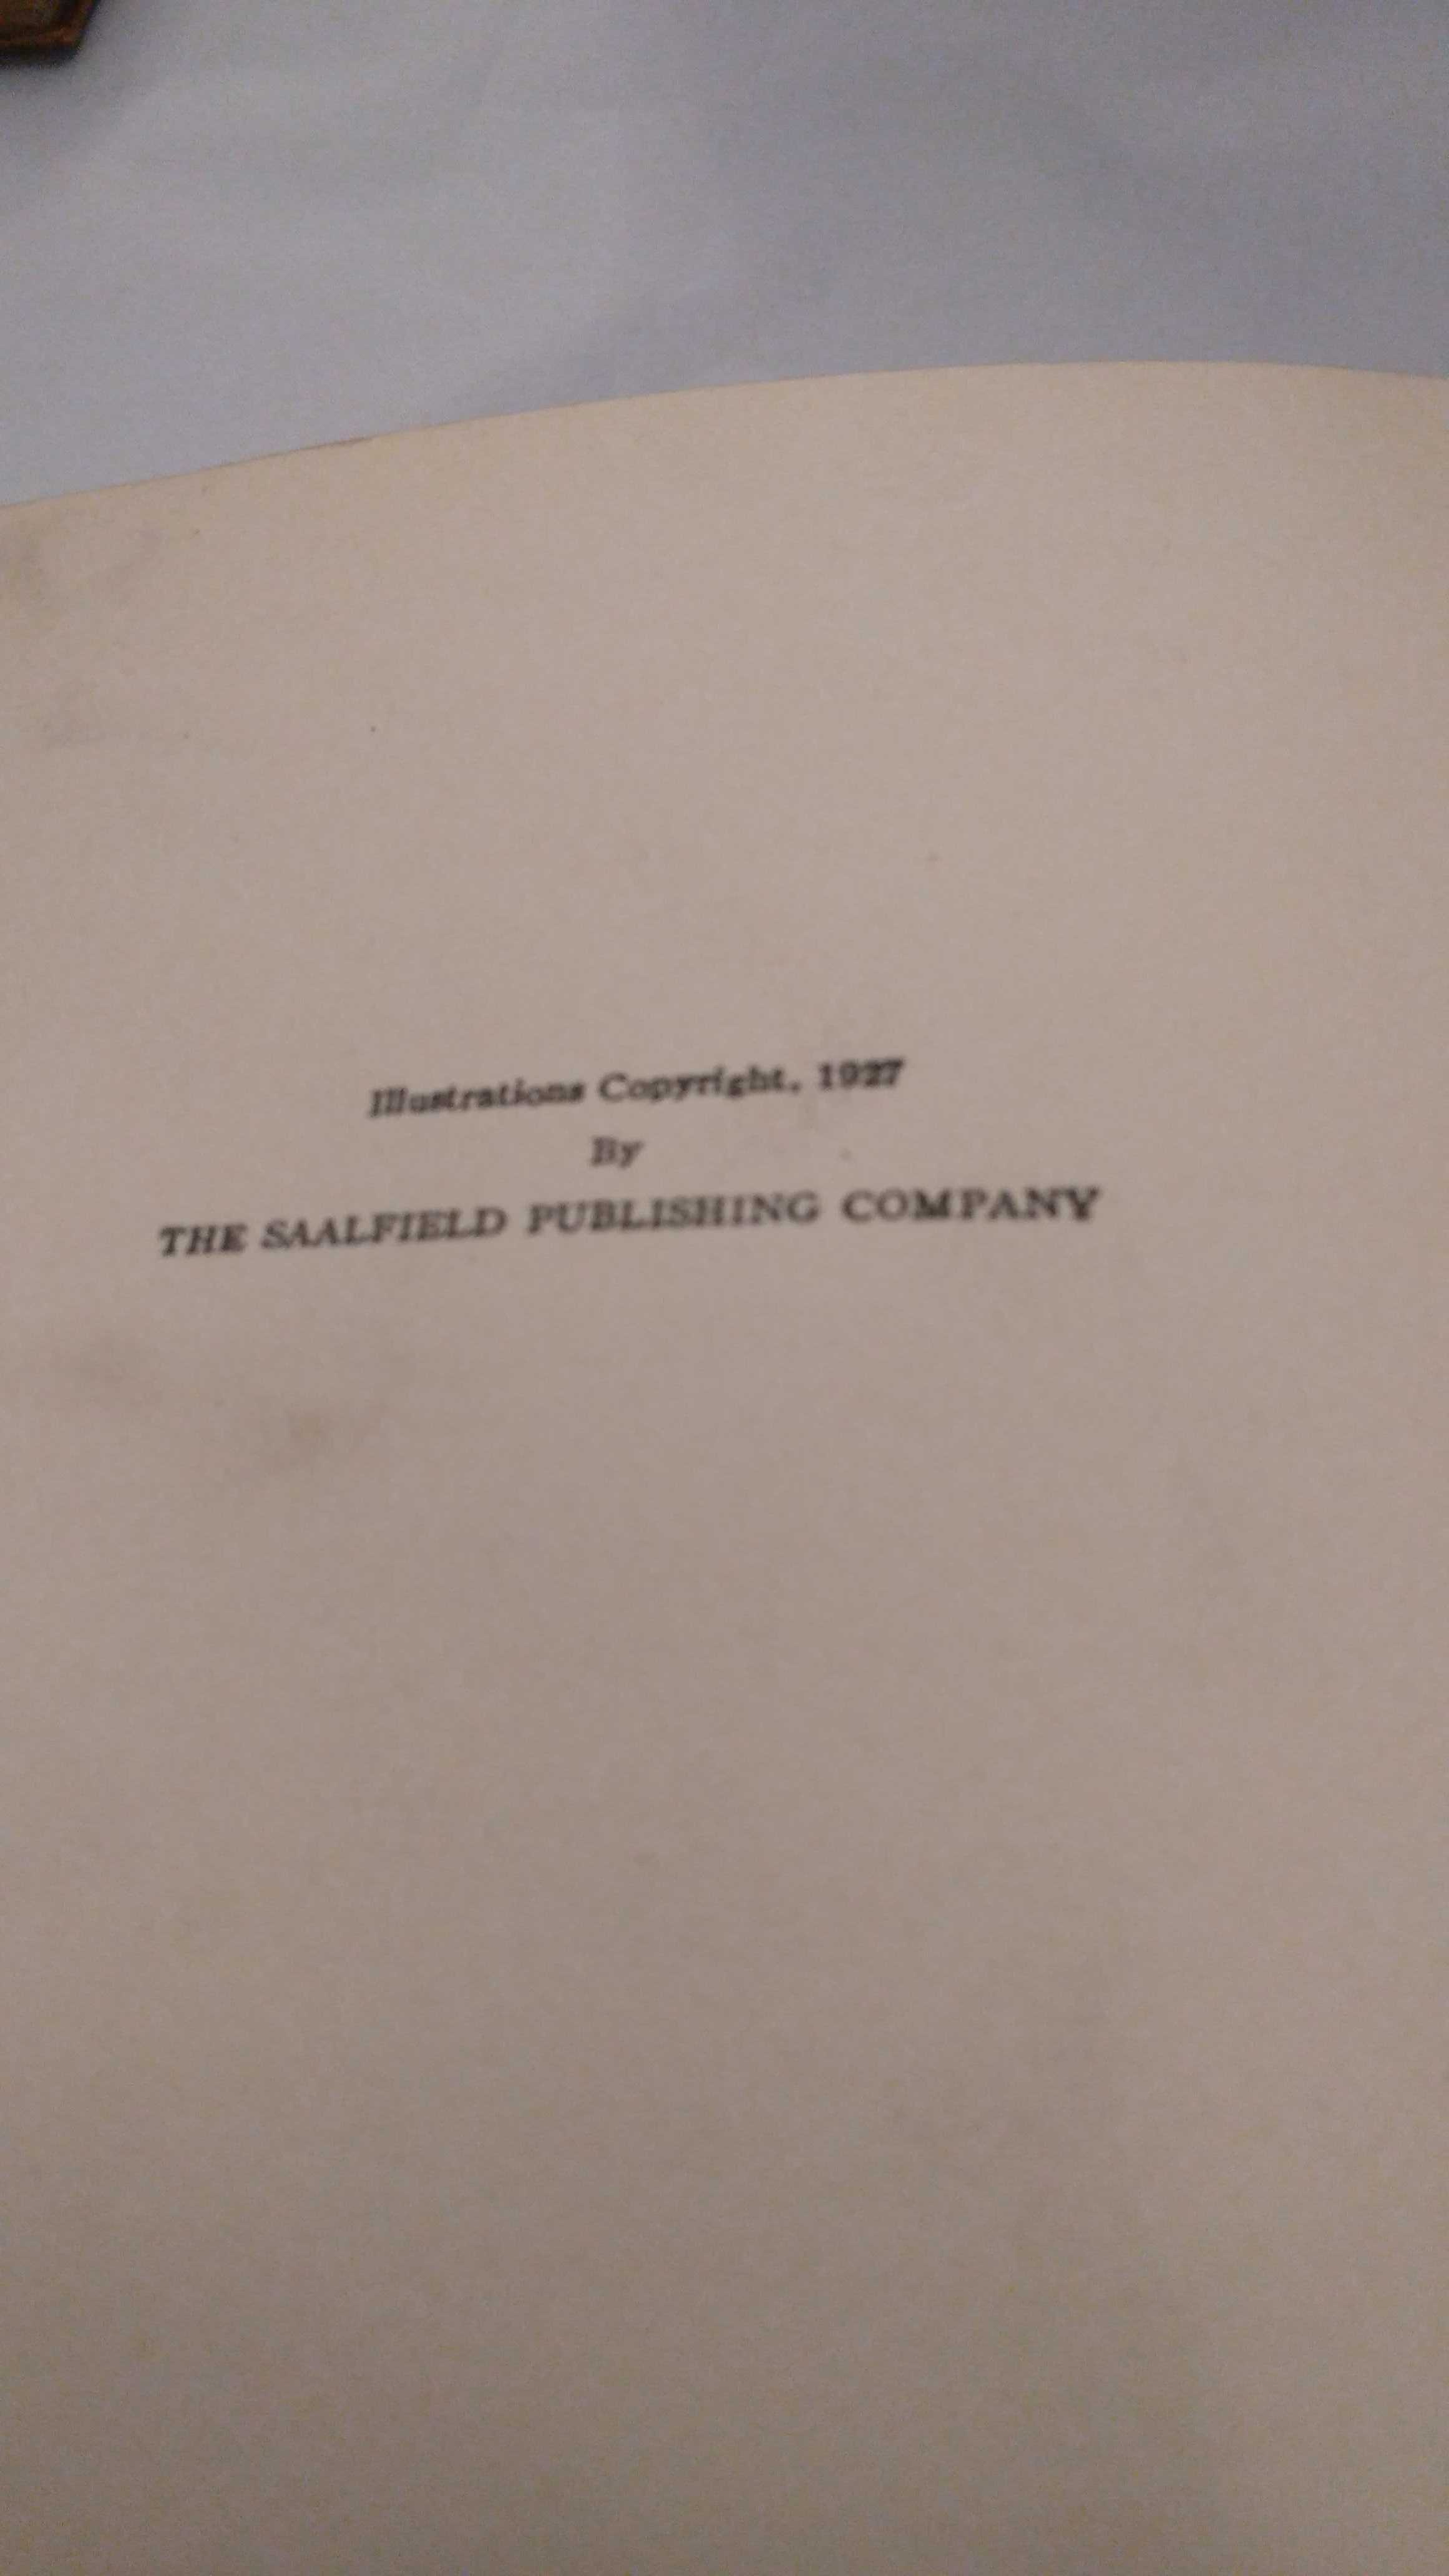 Illustrations Copyright, 1927
By
THE SAALFIELD PUBLISHING COMPANY